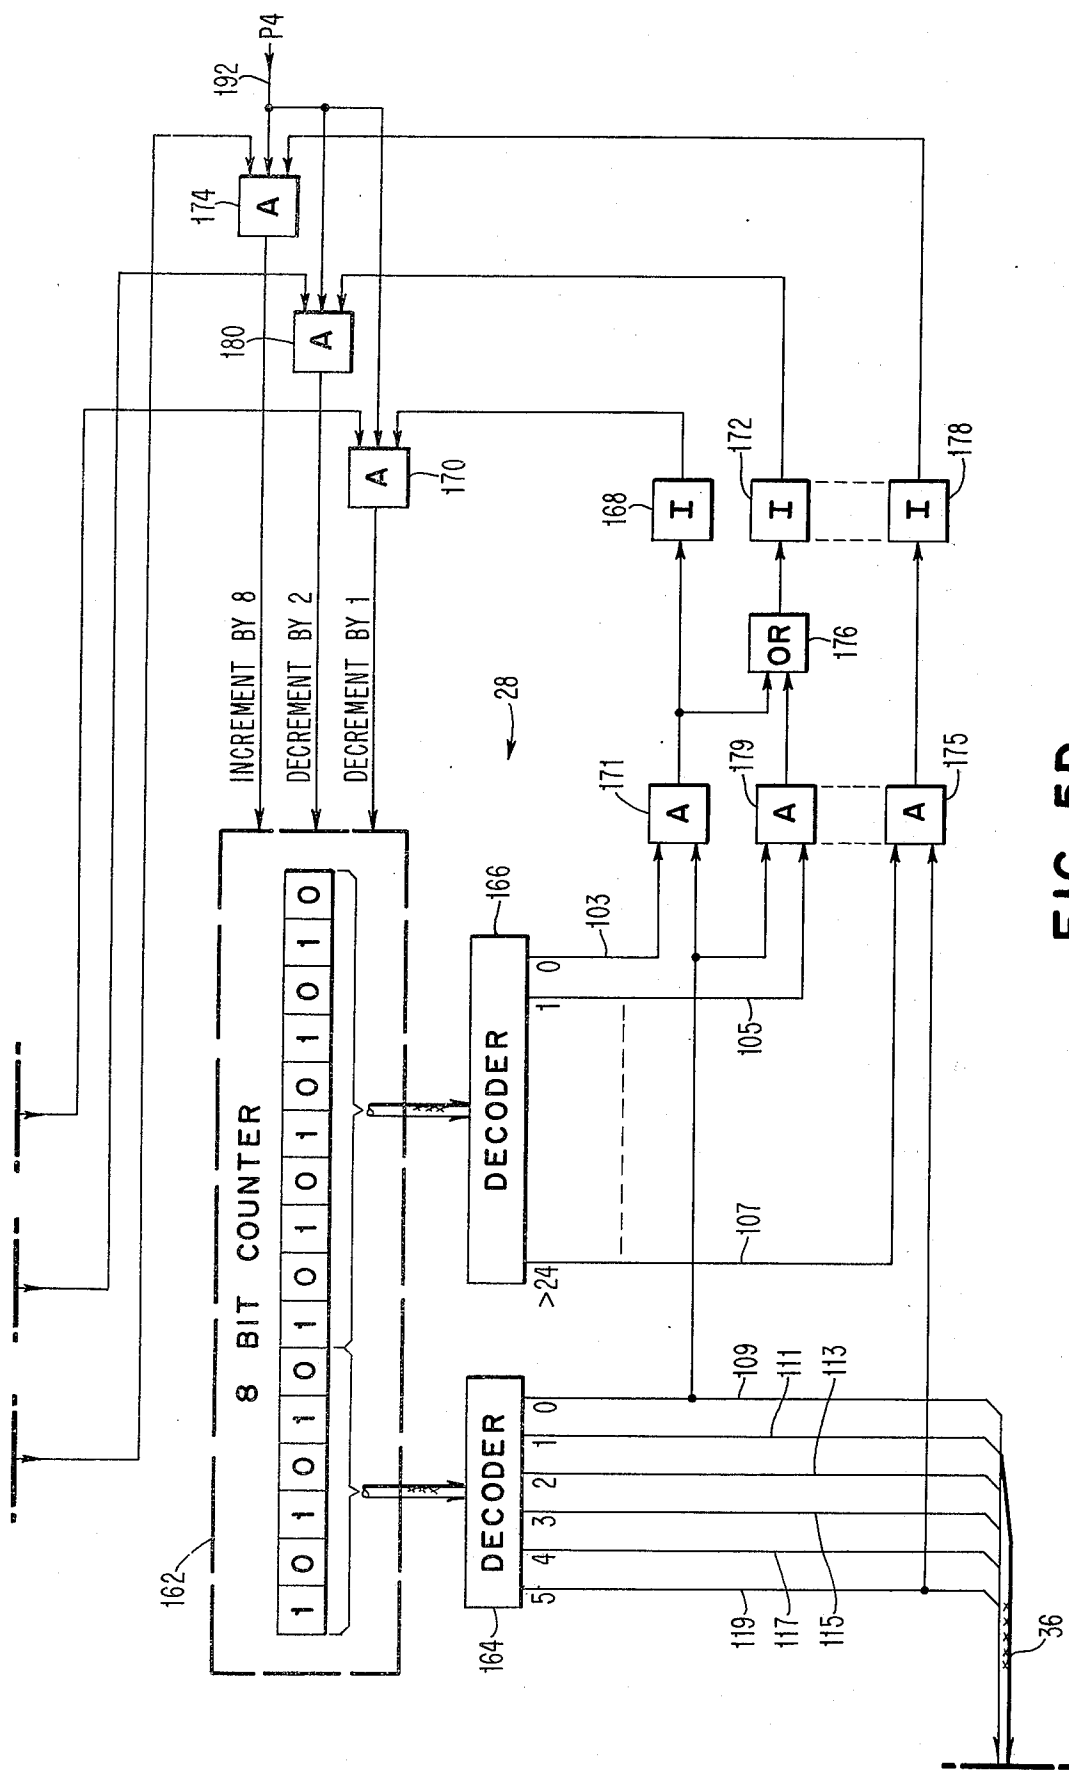 162
8 BIT COUNTER
1 0 1 0 1 0 1 0 1 0 1 0 1 0 1 0
INCREMENT BY 8
DECREMENT BY 2
DECREMENT BY 1
174
A
192
P4
180
A
A
170
164
DECODER
5 4 3 2 1 0
DECODER
166
>24 1 0
28
168
I
171
A
103
172
I
OR
176
179
A
105
107
109
111
113
115
117
119
A
175
I
178
36
FIG. 5D